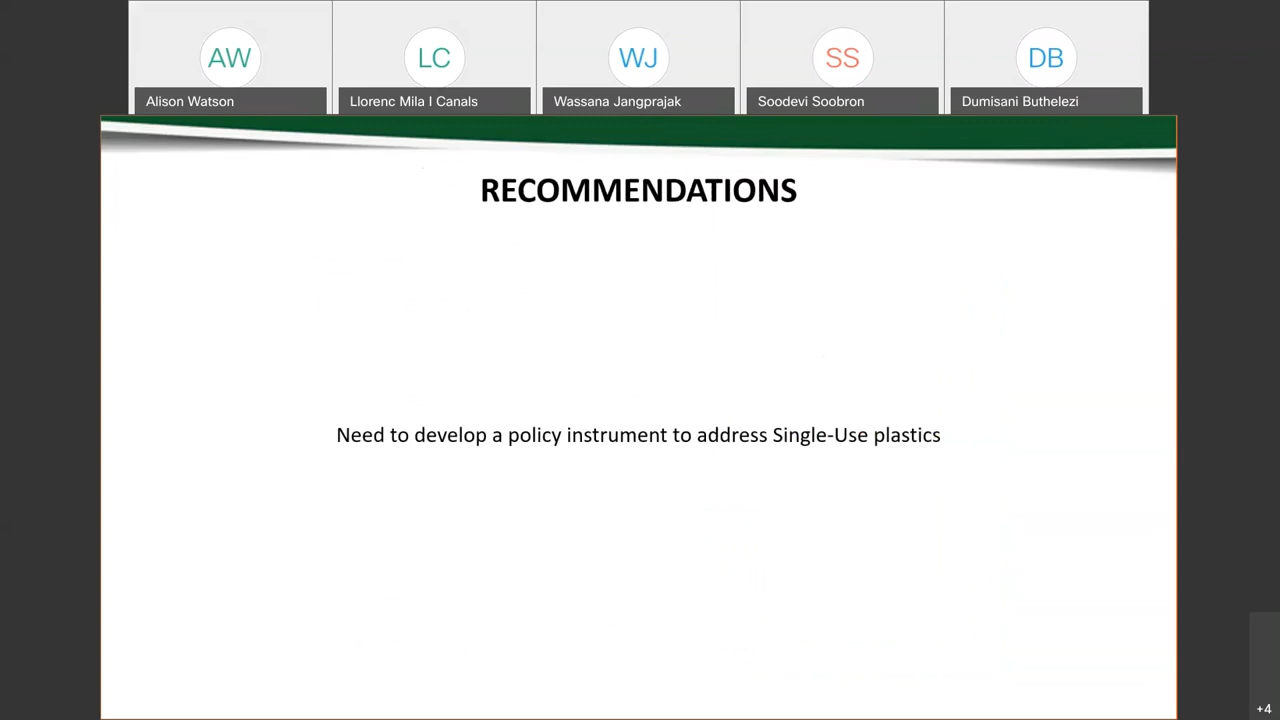 AW
LC
WJ
SS
DB
Alison Watson
Llorenc Mila I Canals
Wassana Jangprajak
Soodevi Soobron
Dumisani Buthelezi
RECOMMENDATIONS
Need to develop a policy instrument to address Single-Use plastics
+4